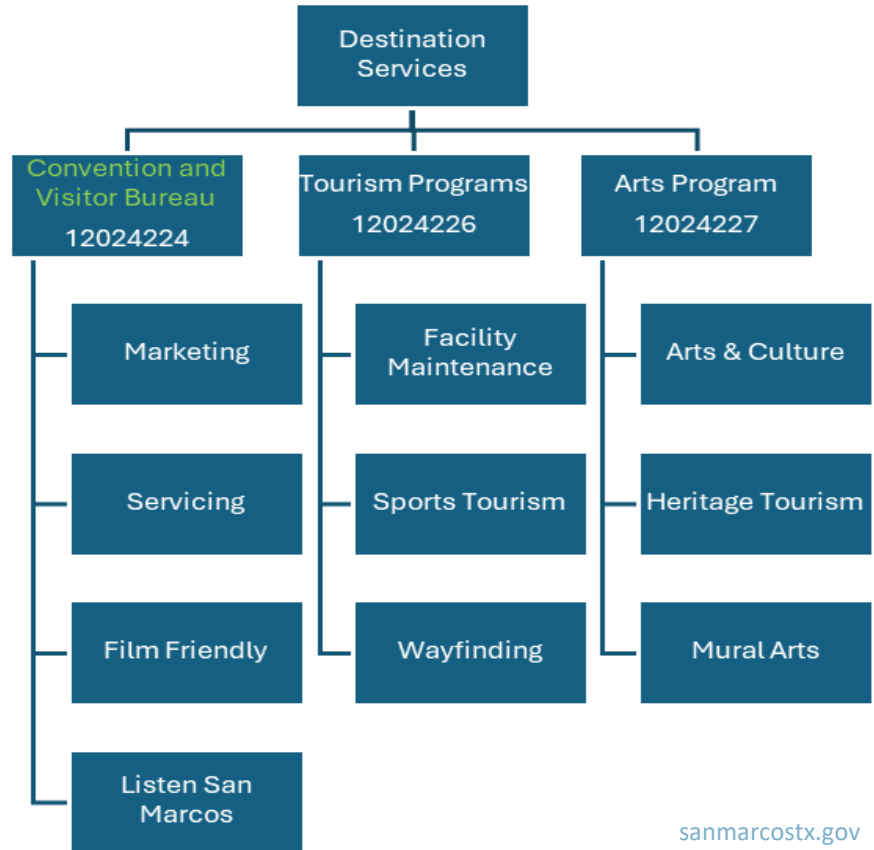 Destination
Services
Convention and
Visitor Bureau
12024224
Tourism Programs
12024226
Arts Program
12024227
Marketing
Facility
Maintenance
Arts & Culture
Servicing
Sports Tourism
Heritage Tourism
Film Friendly
Wayfinding
Mural Arts
Listen San
Marcos
sanmarcostx.gov